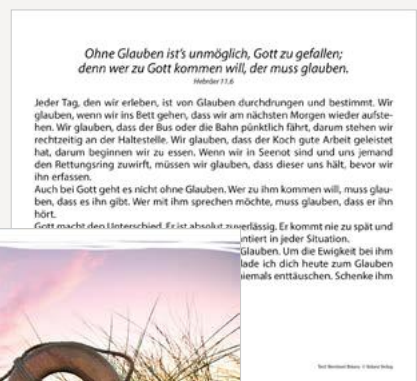 Ohne Glauben ist's unmöglich, Gott zu gefallen;
denn wer zu Gott kommen will, der muss glauben.
Hebräer 11,6
Jeder Tag, den wir erleben, ist von Glauben durchdrungen und bestimmt. Wir
glauben, wenn wir ins Bett gehen, dass wir am nächsten Morgen wieder aufste-
hen. Wir glauben, dass der Bus oder die Bahn pünktlich fährt, darum stehen wir
rechtzeitig an der Haltestelle. Wir glauben, dass der Koch gute Arbeit geleistet
hat, darum beginnen wir zu essen. Wenn wir in Seenot sind und uns jemand
den Rettungsring zuwirft, müssen wir glauben, dass dieser uns hält, bevor wir
ihn erfassen.
Auch bei Gott geht es nicht ohne Glauben. Wer zu ihm kommen will, muss glau-
ben, dass es ihn gibt. Wer mit ihm sprechen möchte, muss glauben, dass er ihn
hört.
Gott macht den Unterschied. Er ist absolut zuverlässig. Er kommt nie zu spät und
ntiert in jeder Situation.
Glauben. Um die Ewigkeit bei ihm
lade ich dich heute zum Glauben
iemals enttäuschen. Schenke ihm